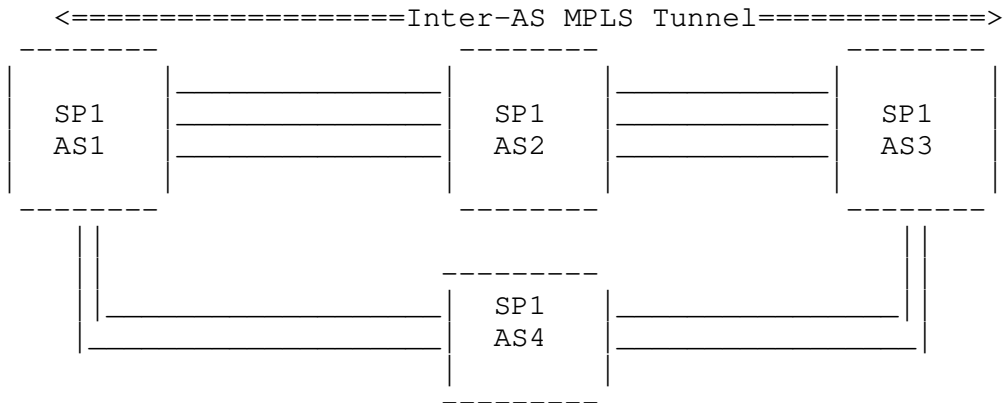 <===================Inter-AS MPLS Tunnel=============>
SP1 SP1 SP1
AS1 AS2 AS3
SP1
AS4